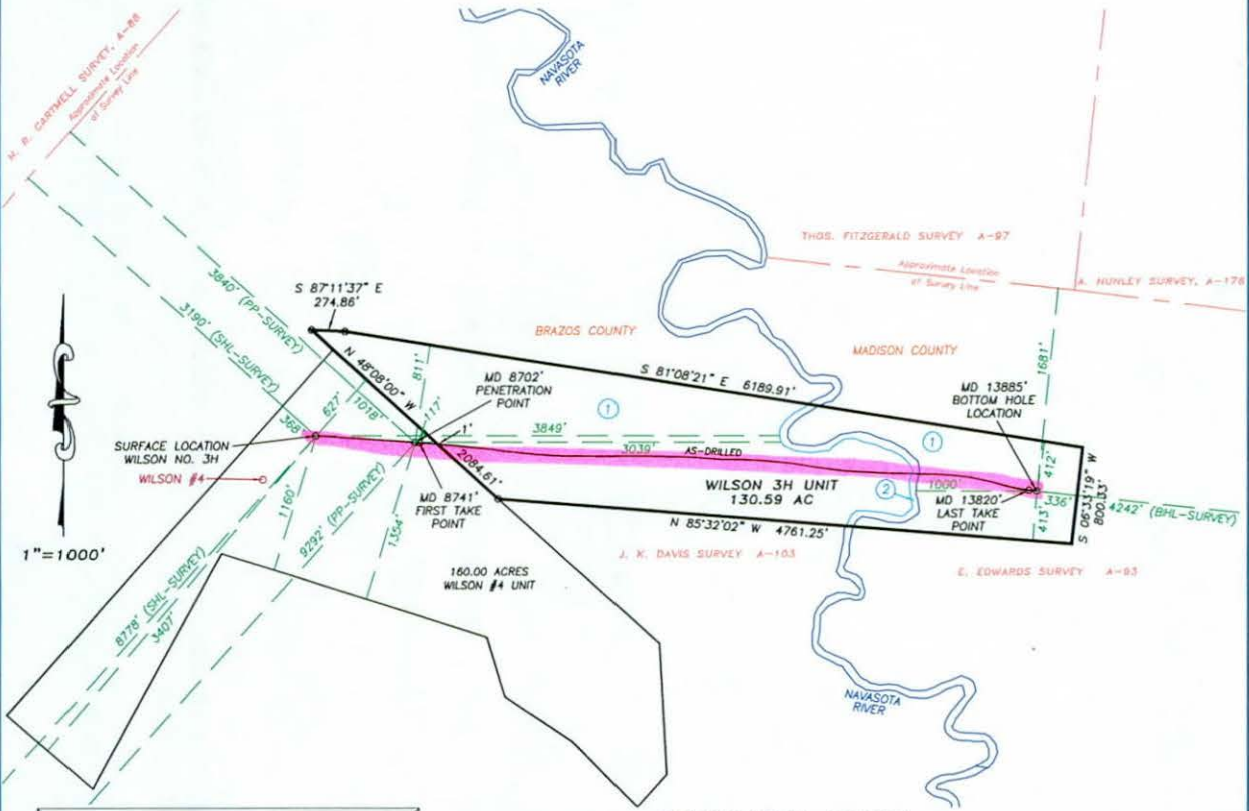 M. R. CARTMELL SURVEY, A-88
Approximate Location
of Survey Line
NAVASOTA
RIVER
THOS. FITZGERALD SURVEY A-97
Approximate Location
of Survey Line
A. NUNLEY SURVEY, A-176
3840' (PP-SURVEY)
3190' (SHL-SURVEY)
S 87°11'37" E
274.86'
BRAZOS COUNTY
MADISON COUNTY
1681'
N 48°08'00" W
811'
S 81°08'21" E 6189.91'
MD 8702'
PENETRATION
POINT
MD 13885'
BOTTOM HOLE
LOCATION
1
627'
1018'
117'
1'
368'
3849'
3039'
AS-DRILLED
1
412'
SURFACE LOCATION
WILSON NO. 3H
WILSON #4
2084.61'
WILSON 3H UNIT
130.59 AC
2
1000'
336'
4242' (BHL-SURVEY)
S 06°33'19" W
800.33'
MD 8741'
FIRST TAKE
POINT
MD 13820'
LAST TAKE
POINT
413'
1160'
9292' (PP-SURVEY)
1354'
N 85°32'02" W 4761.25'
1"=1000'
J. K. DAVIS SURVEY A-103
E. EDWARDS SURVEY A-93
160.00 ACRES
WILSON #4 UNIT
8778' (SHL-SURVEY)
3407'
NAVASOTA
RIVER